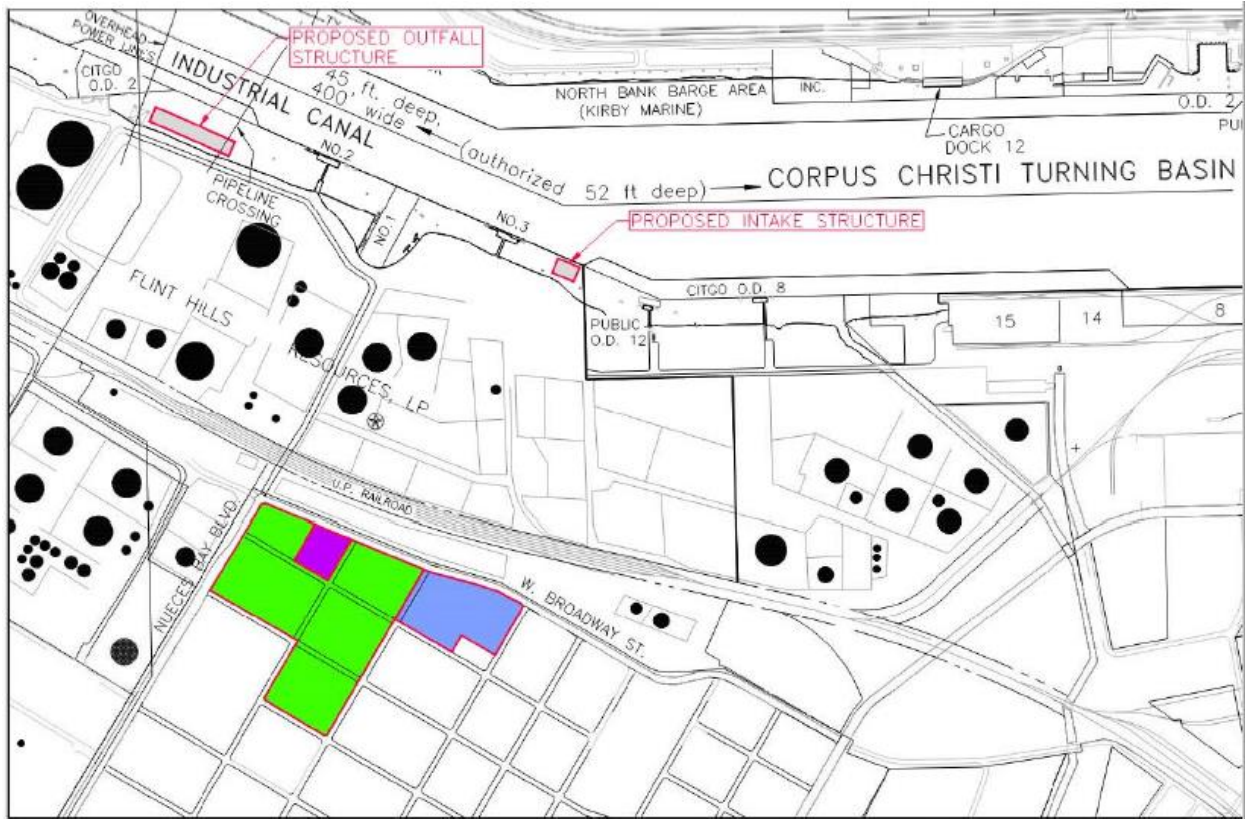 OVERHEAD
POWER LINES
PROPOSED OUTFALL
STRUCTURE
CITGO
O.D. 2
INDUSTRIAL CANAL
45 ft. deep,
400' wide
(authorized 52 ft deep)
NORTH BANK BARGE AREA
(KIRBY MARINE)
INC.
CARGO
DOCK 12
O.D. 2
CORPUS CHRISTI TURNING BASIN
NO.2
PIPELINE
CROSSING
NO.1
NO.3
PROPOSED INTAKE STRUCTURE
CITGO O.D. 8
PUBLIC
O.D. 12
15
14
8
FLINT HILLS
RESOURCES, LP
U.P. RAILROAD
NUECES BAY BLVD.
W. BROADWAY ST.